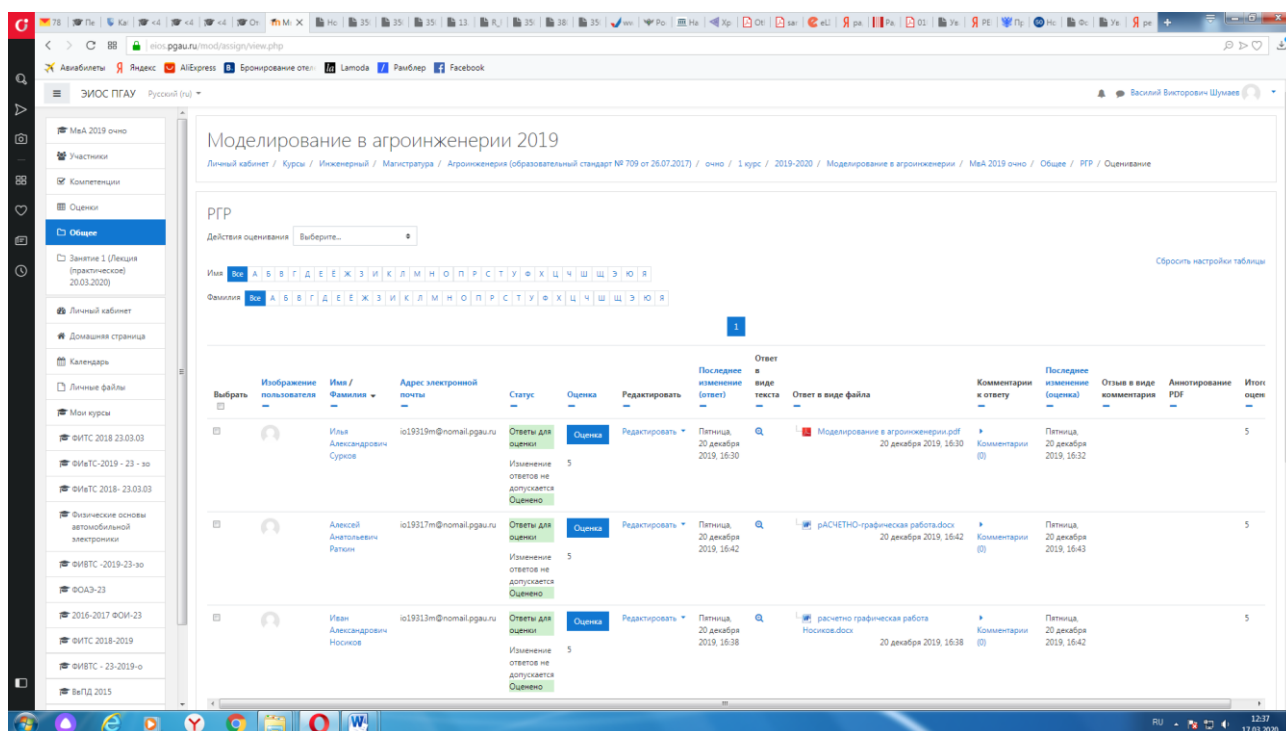 eios.pgau.ru/mod/assign/view.php
Авиабилеты Яндекс AliExpress Бронирование отел Lamoda Рамблер Facebook
ЭИОС ПГАУ Русский (ru)
Василий Викторович Шумаев
МвА 2019 очно
Участники
Компетенции
Оценки
Общее
Занятие 1 (Лекция
(практическое)
20.03.2020)
Личный кабинет
Домашняя страница
Календарь
Личные файлы
Мои курсы
ФИТС 2018 23.03.03
ФИвТС-2019 - 23 - зо
ФИвТС 2018- 23.03.03
Физические основы
автомобильной
электроники
ФИВТС -2019-23-зо
ФОАЭ-23
2016-2017 ФОИ-23
ФИТС 2018-2019
ФИВТС - 23-2019-о
ВвПД 2015
Моделирование в агроинженерии 2019
Личный кабинет / Курсы / Инженерный / Магистратура / Агроинженерия (образовательный стандарт № 709 от 26.07.2017) / очно / 1 курс / 2019-2020 / Моделирование в агроинженерии / МвА 2019 очно / Общее / РГР / Оценивание
РГР
Действия оценивания Выберите...
Сбросить настройки таблицы
Имя Все А Б В Г Д Е Ё Ж З И К Л М Н О П Р С Т У Ф Х Ц Ч Ш Щ Э Ю Я
Фамилия Все А Б В Г Д Е Ё Ж З И К Л М Н О П Р С Т У Ф Х Ц Ч Ш Щ Э Ю Я
1
Выбрать
Изображение
пользователя
Имя /
Фамилия
Адрес электронной
почты
Статус
Оценка
Редактировать
Последнее
изменение
(ответ)
Ответ
в
виде
текста
Ответ в виде файла
Комментарии
к ответу
Последнее
изменение
(оценка)
Отзыв в виде
комментария
Аннотирование
PDF
Итого
оцен
Илья
Александрович
Сурков
io19319m@nomail.pgau.ru
Ответы для
оценки
Изменение
ответов не
допускается
Оценено
Оценка
5
Редактировать
Пятница,
20 декабря
2019, 16:30
Моделирование в агроинженерии.pdf
20 декабря 2019, 16:30
Комментарии
(0)
Пятница,
20 декабря
2019, 16:32
5
Алексей
Анатольевич
Раткин
io19317m@nomail.pgau.ru
Ответы для
оценки
Изменение
ответов не
допускается
Оценено
Оценка
5
Редактировать
Пятница,
20 декабря
2019, 16:42
рАСЧЕТНО-графическая работа.docx
20 декабря 2019, 16:42
Комментарии
(0)
Пятница,
20 декабря
2019, 16:43
5
Иван
Александрович
Носиков
io19313m@nomail.pgau.ru
Ответы для
оценки
Изменение
ответов не
допускается
Оценено
Оценка
5
Редактировать
Пятница,
20 декабря
2019, 16:38
расчетно графическая работа
Носиков.docx
20 декабря 2019, 16:38
Комментарии
(0)
Пятница,
20 декабря
2019, 16:42
5
RU
12:37
17.03.2020